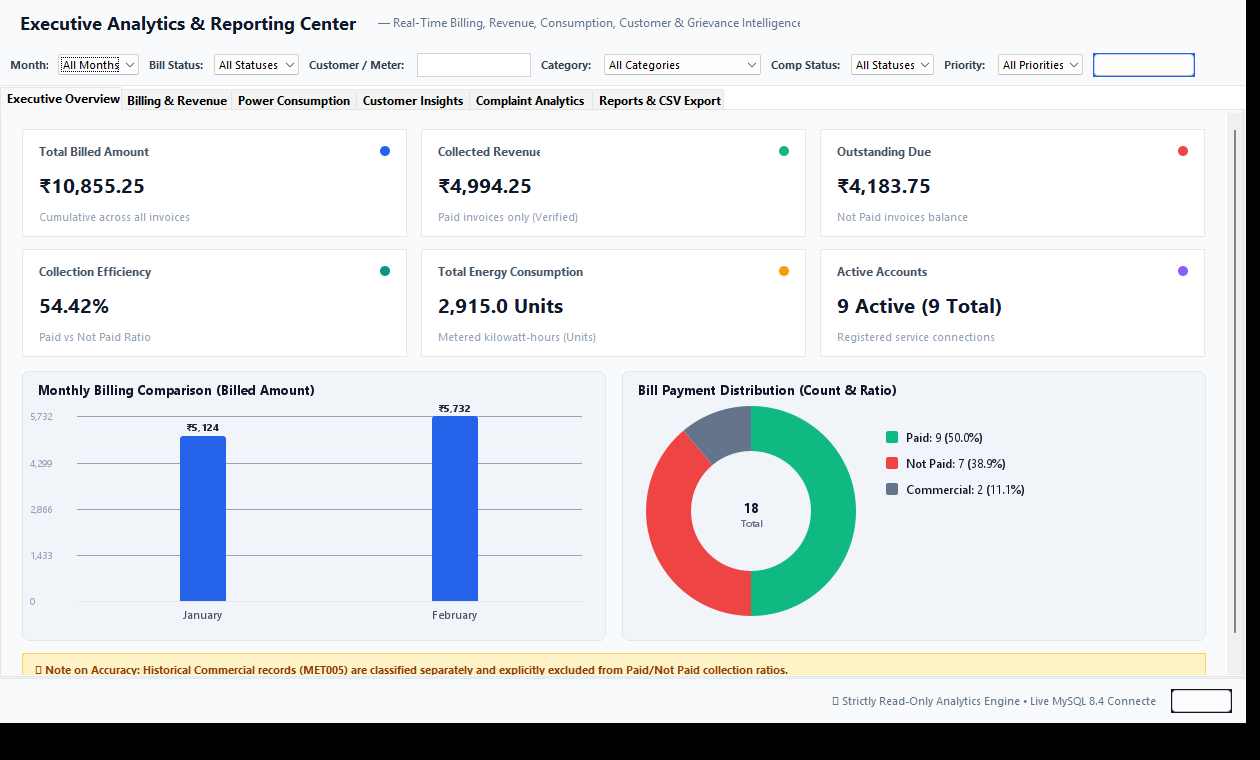 Executive Analytics & Reporting Center — Real-Time Billing, Revenue, Consumption, Customer & Grievance Intelligence
Month: All Months Bill Status: All Statuses Customer / Meter: Category: All Categories Comp Status: All Statuses Priority: All Priorities
Executive Overview Billing & Revenue Power Consumption Customer Insights Complaint Analytics Reports & CSV Export
Total Billed Amount
₹10,855.25
Cumulative across all invoices
Collected Revenue
₹4,994.25
Paid invoices only (Verified)
Outstanding Due
₹4,183.75
Not Paid invoices balance
Collection Efficiency
54.42%
Paid vs Not Paid Ratio
Total Energy Consumption
2,915.0 Units
Metered kilowatt-hours (Units)
Active Accounts
9 Active (9 Total)
Registered service connections
Monthly Billing Comparison (Billed Amount)
5,732
4,299
2,866
1,433
0
₹5,124
₹5,732
January
February
Bill Payment Distribution (Count & Ratio)
18
Total
Paid: 9 (50.0%)
Not Paid: 7 (38.9%)
Commercial: 2 (11.1%)
Note on Accuracy: Historical Commercial records (MET005) are classified separately and explicitly excluded from Paid/Not Paid collection ratios.
Strictly Read-Only Analytics Engine • Live MySQL 8.4 Connecte